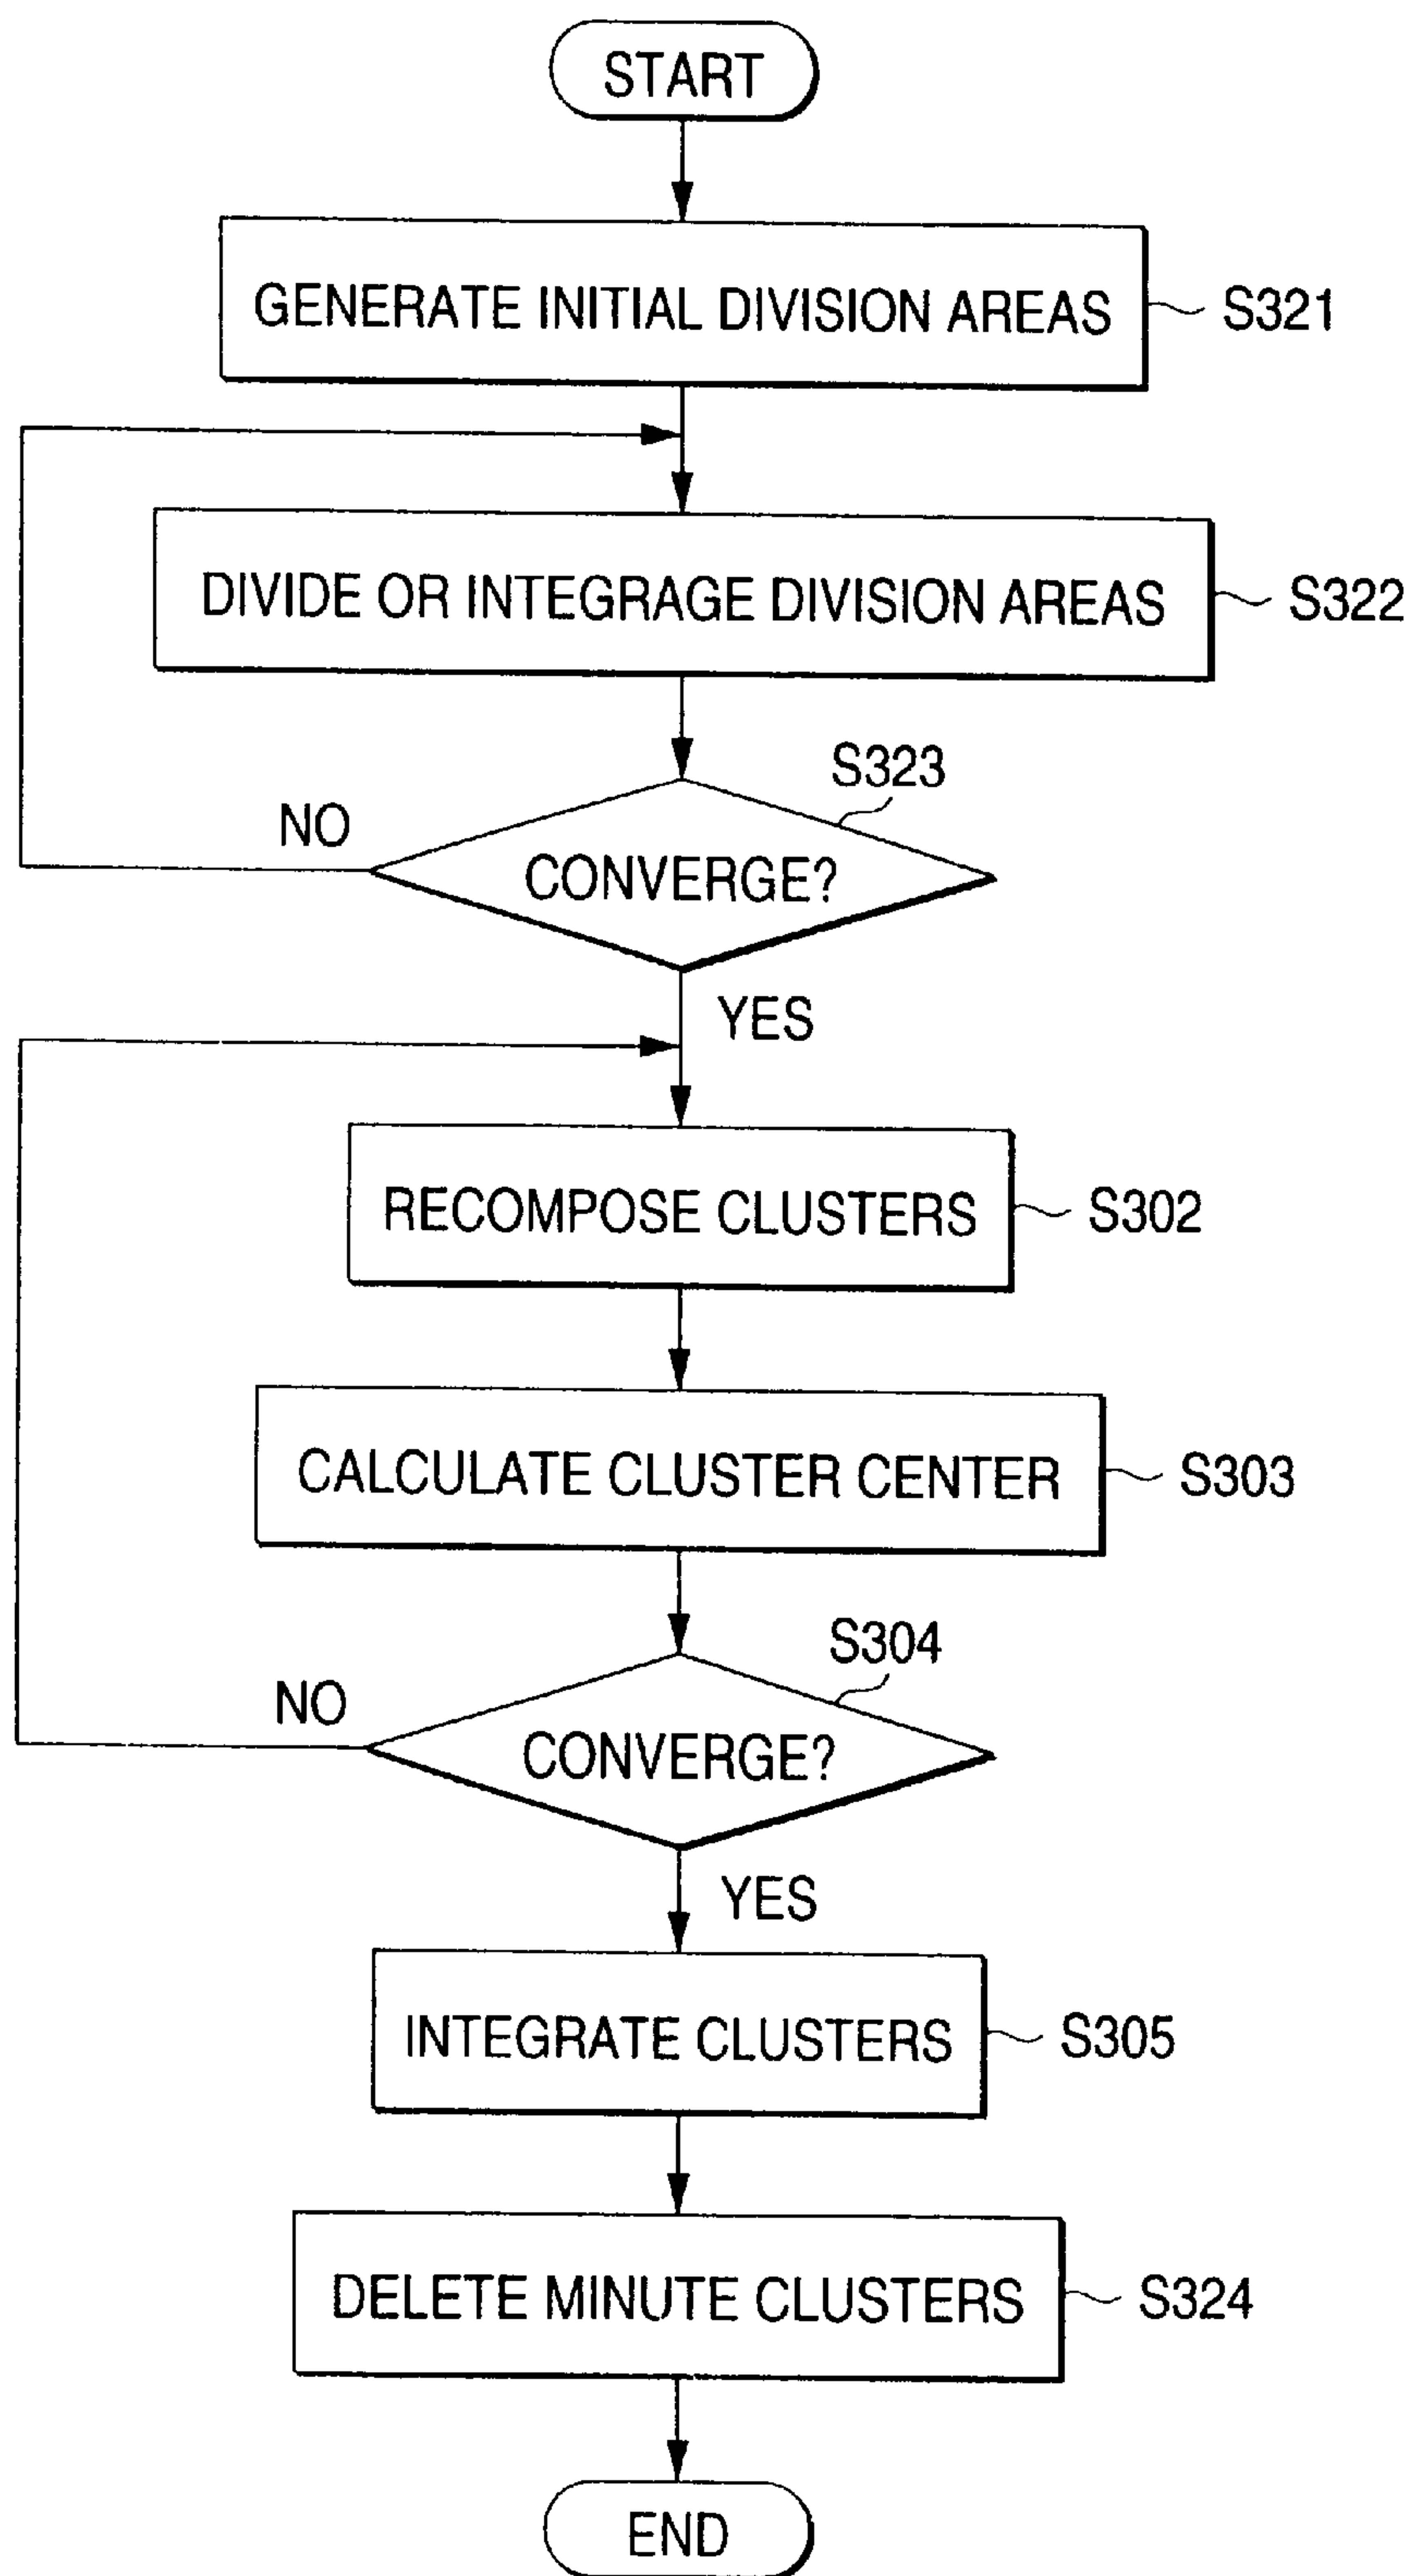 START
GENERATE INITIAL DIVISION AREAS
S321
DIVIDE OR INTEGRAGE DIVISION AREAS
S322
S323
NO
CONVERGE?
YES
RECOMPOSE CLUSTERS
S302
CALCULATE CLUSTER CENTER
S303
S304
NO
CONVERGE?
YES
INTEGRATE CLUSTERS
S305
DELETE MINUTE CLUSTERS
S324
END